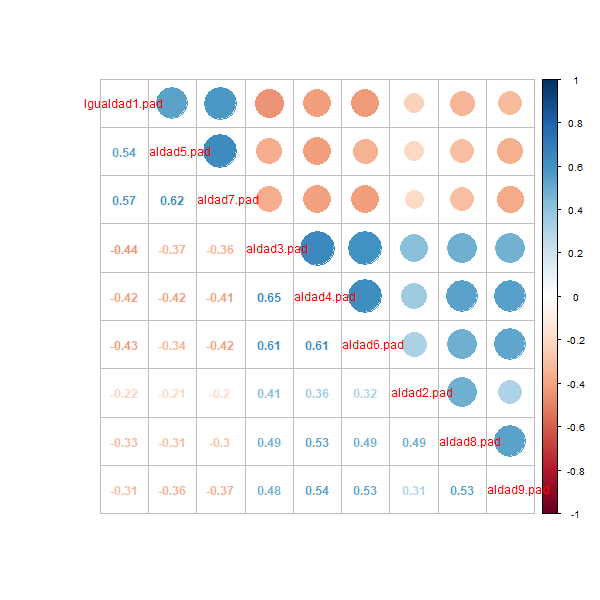 Igualdad1.pad
1
0.54 aldad5.pad
0.8
0.57 0.62 aldad7.pad
0.6
-0.44 -0.37 -0.36 aldad3.pad
0.4
0.2
-0.42 -0.42 -0.41 0.65 aldad4.pad
0
-0.43 -0.34 -0.42 0.61 0.61 aldad6.pad
-0.2
-0.22 -0.21 -0.2 0.41 0.36 0.32 aldad2.pad
-0.4
-0.33 -0.31 -0.3 0.49 0.53 0.49 0.49 aldad8.pad
-0.6
-0.8
-0.31 -0.36 -0.37 0.48 0.54 0.53 0.31 0.53 aldad9.pad
-1